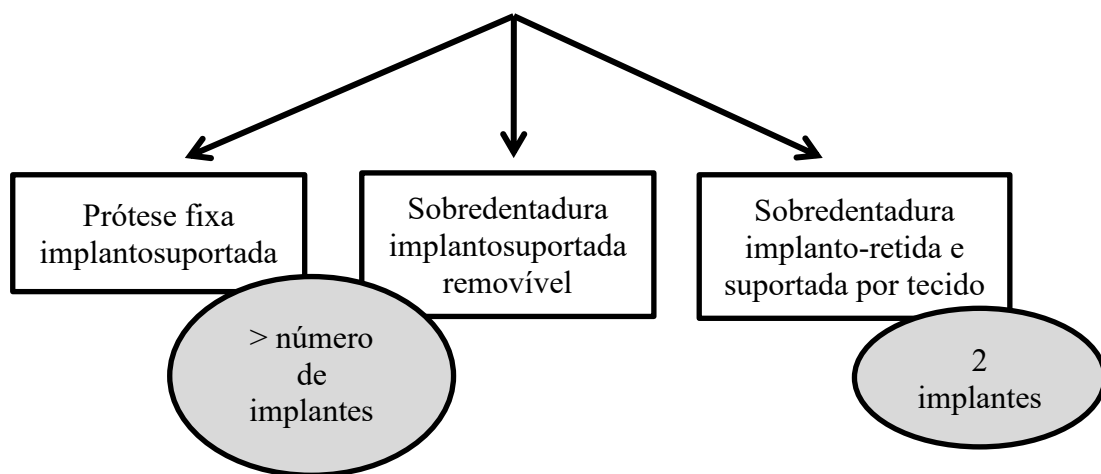 Prótese fixa
implantosuportada
Sobredentadura
implantosuportada
removível
Sobredentadura
implanto-retida e
suportada por tecido
> número
de
implantes
2
implantes